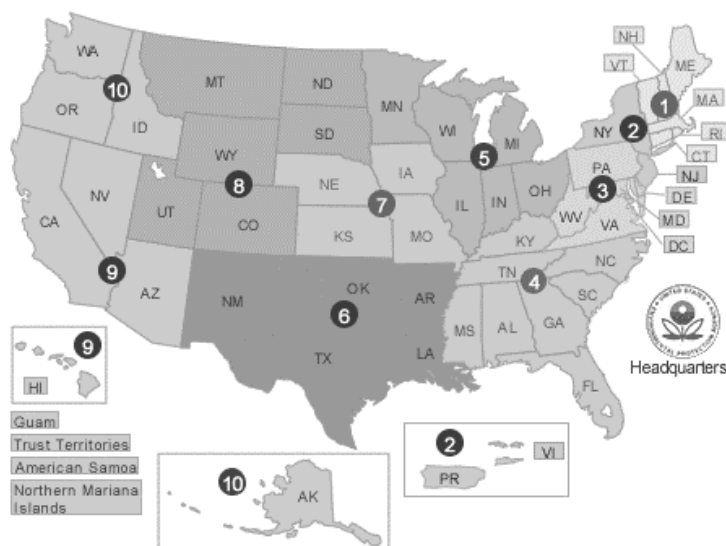 WA
MT
ND
MN
OR
ID
10
WY
SD
WI
MI
5
NH
VT
ME
1
MA
NY
2
RI
CT
NJ
PA
3
DE
MD
DC
NV
CA
UT
8
CO
NE
IA
7
KS
MO
IL
IN
OH
WV
VA
KY
9
AZ
NM
OK
6
AR
TX
LA
TN
4
NC
SC
MS
AL
GA
FL
UNITED STATES
Headquarters
9
HI
Guam
Trust Territories
American Samoa
Northern Mariana
Islands
10
AK
2
VI
PR